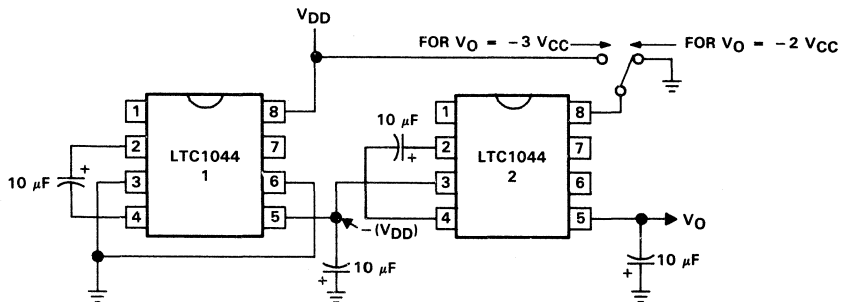 VDD
FOR VO = −3 VCC
FOR VO = −2 VCC
1
8
2
7
3
6
4
5
LTC1044
1
10 µF
+
−(VDD)
10 µF
+
10 µF
+
1
8
2
7
3
6
4
5
LTC1044
2
VO
10 µF
+